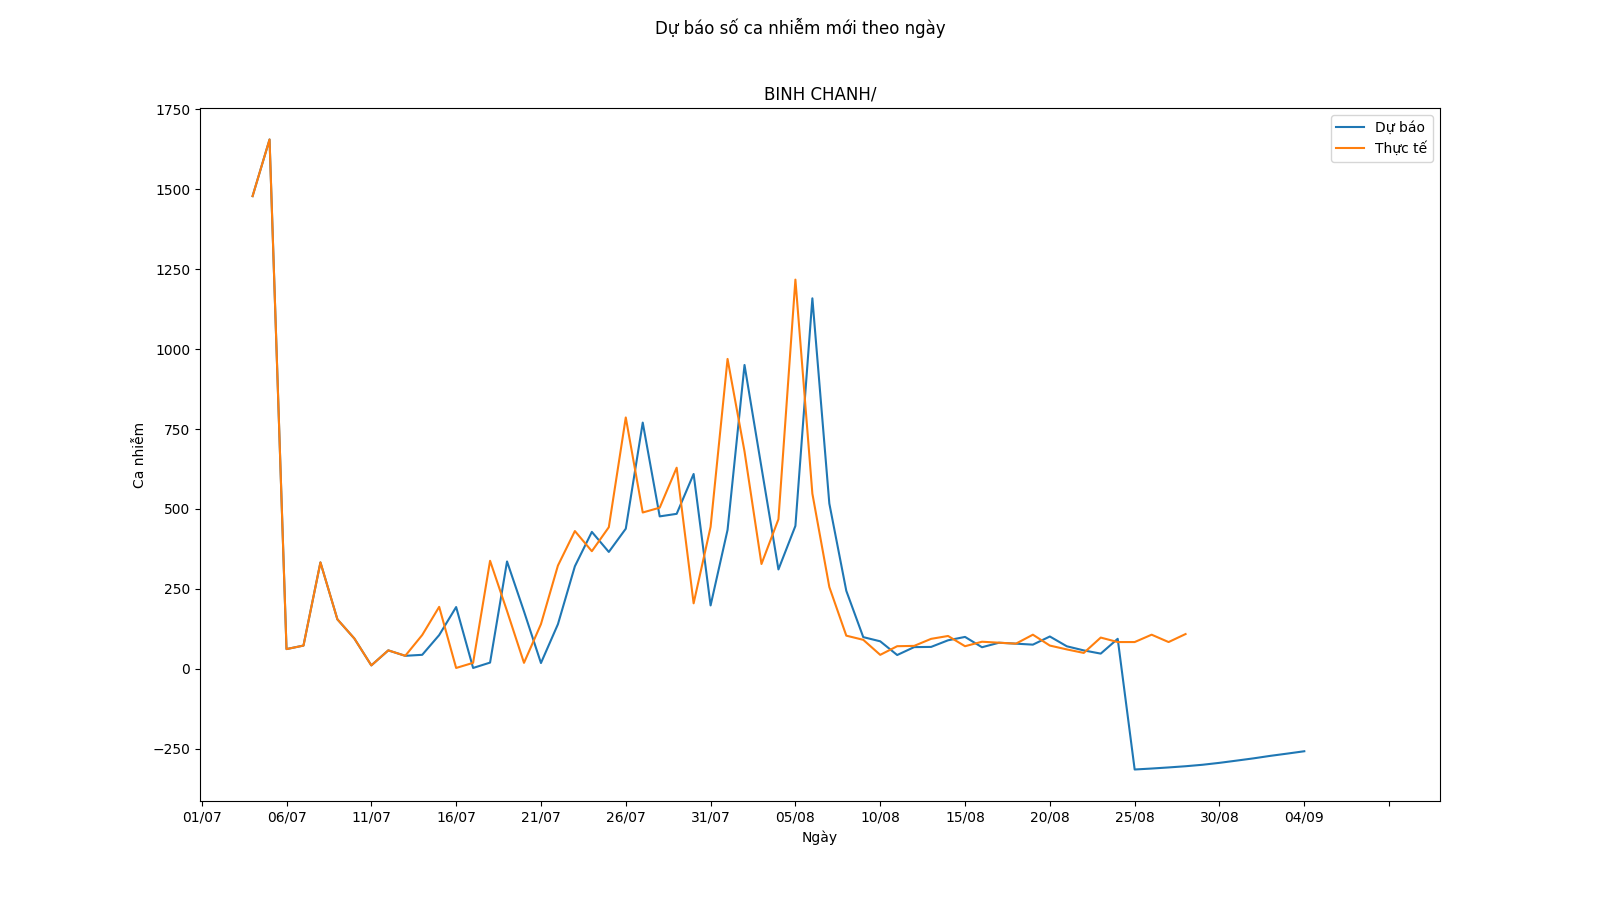 Dự báo số ca nhiễm mới theo ngày
BINH CHANH/
Dự báo
Thực tế
1750
1500
1250
1000
750
500
250
0
−250
Ca nhiễm
01/07 06/07 11/07 16/07 21/07 26/07 31/07 05/08 10/08 15/08 20/08 25/08 30/08 04/09
Ngày